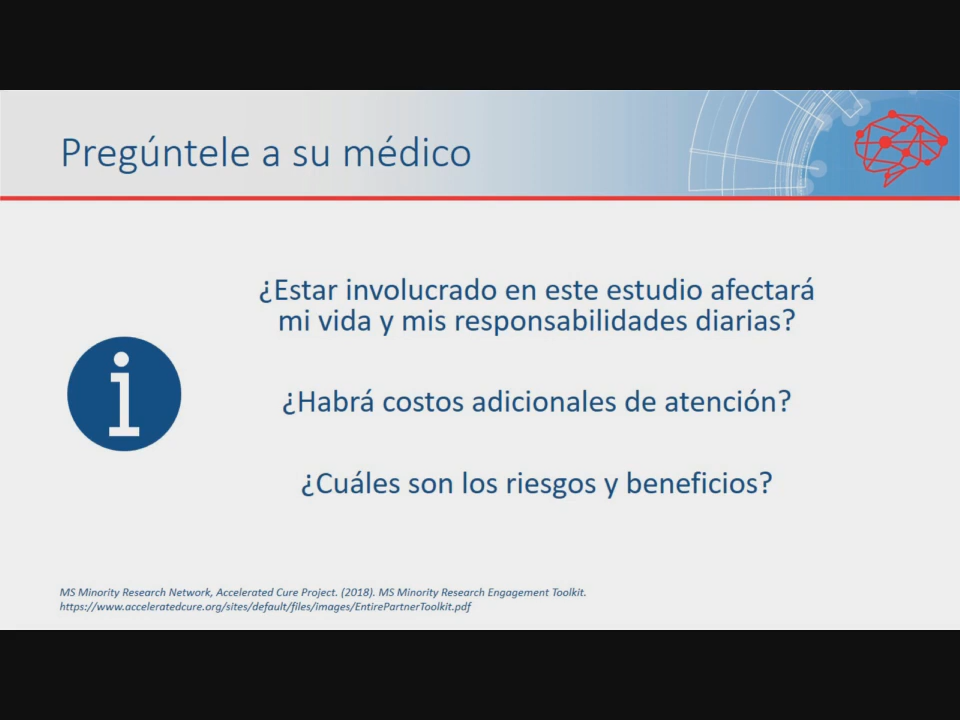 Pregúntele a su médico
¿Estar involucrado en este estudio afectará
mi vida y mis responsabilidades diarias?
¿Habrá costos adicionales de atención?
¿Cuáles son los riesgos y beneficios?
MS Minority Research Network, Accelerated Cure Project. (2018). MS Minority Research Engagement Toolkit.
https://www.acceleratedcure.org/sites/default/files/images/EntirePartnerToolkit.pdf